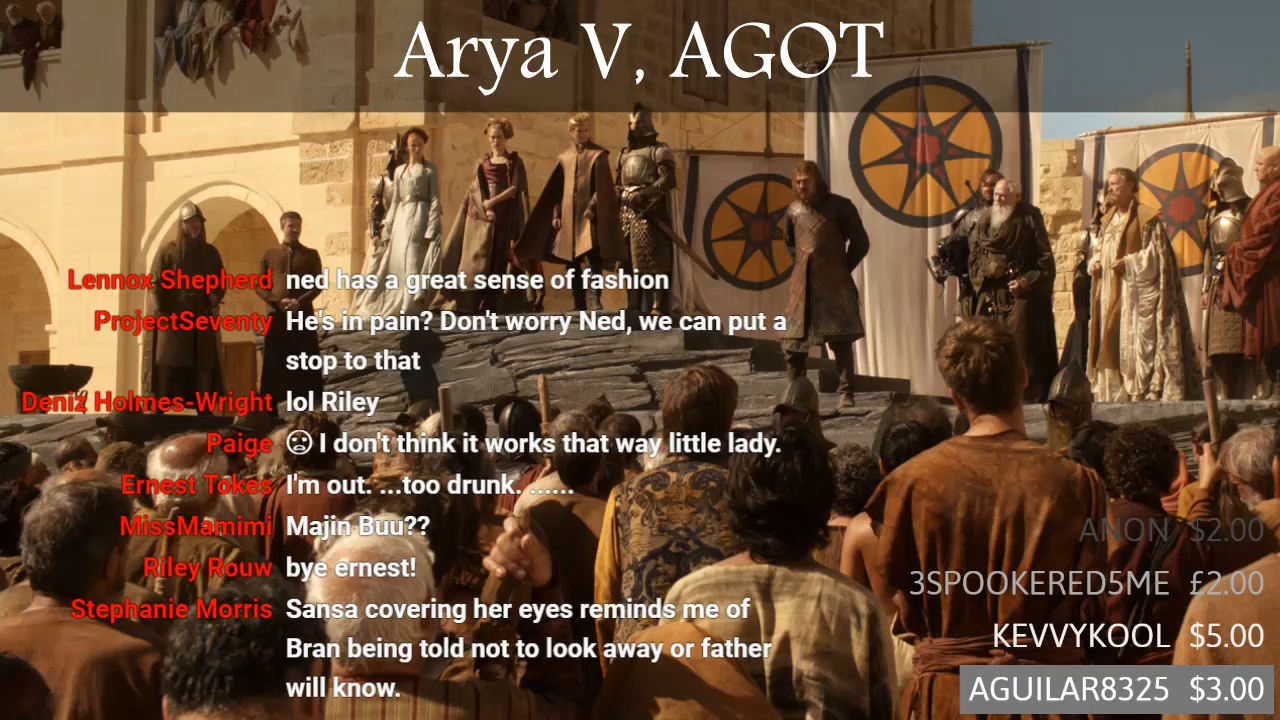 Arya V, AGOT
Lennox Shepherd ned has a great sense of fashion
ProjectSeventy He's in pain? Don't worry Ned, we can put a
stop to that
Deniz Holmes-Wright lol Riley
Paige ☹ I don't think it works that way little lady.
Ernest Tokes I'm out. ...too drunk. ......
MissMamimi Majin Buu??
Riley Rouw bye ernest!
Stephanie Morris Sansa covering her eyes reminds me of
Bran being told not to look away or father
will know.
ANON $2.00
3SPOOKERED5ME £2.00
KEVVYKOOL $5.00
AGUILAR8325 $3.00